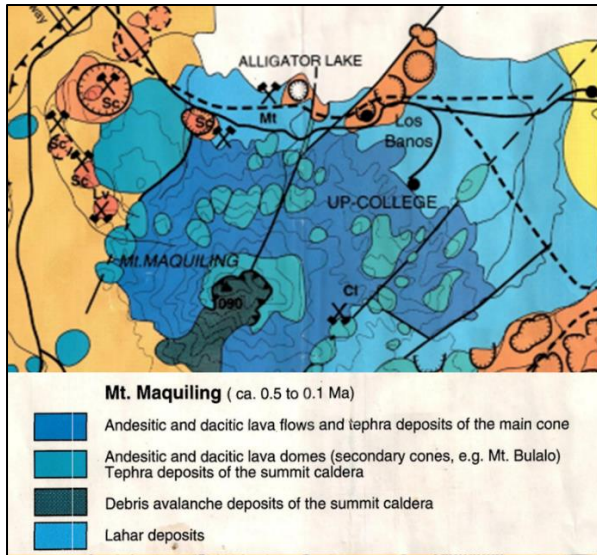 way
ALLIGATOR LAKE
Sc
Mt
Sc
Los
Banos
Sc
Sc
UP-COLLEGE
Mt.MAQUILING
1090
Cl
Mt. Maquiling ( ca. 0.5 to 0.1 Ma)
Andesitic and dacitic lava flows and tephra deposits of the main cone
Andesitic and dacitic lava domes (secondary cones, e.g. Mt. Bulalo)
Tephra deposits of the summit caldera
Debris avalanche deposits of the summit caldera
Lahar deposits